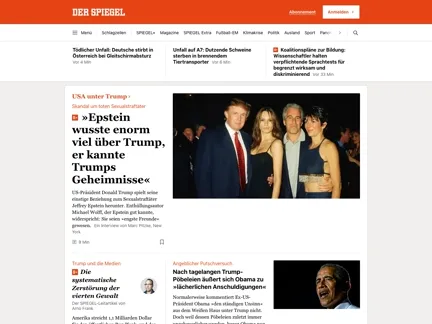 DER SPIEGEL
Abonnement
Anmelden ›
Menü Schlagzeilen SPIEGEL+ Magazine SPIEGEL Extra Fußball-EM Klimakrise Politik Ausland Sport
Tödlicher Unfall: Deutsche stirbt in
Österreich bei Gleitschirmabsturz
Vor 4 Min
Unfall auf A7: Dutzende Schweine
sterben in brennendem
Tiertransporter Vor 8 Min
Koalitionspläne zur Bildung:
Wissenschaftler halten
verpflichtende Sprachtests für
begrenzt wirksam und
diskriminierend Vor 31 Min
USA unter Trump ›
Skandal um toten Sexualstraftäter
»Epstein
wusste enorm
viel über Trump,
er kannte
Trumps
Geheimnisse«
US-Präsident Donald Trump spielt seine
einstige Beziehung zum Sexualstraftäter
Jeffrey Epstein herunter. Enthüllungsautor
Michael Wolff, der Epstein gut kannte,
widerspricht: Sie seien »engste Freunde«
gewesen. Ein Interview von Marc Pitzke, New
York
9 Min
Trump und die Medien
Die
systematische
Zerstörung der
vierten Gewalt
Der SPIEGEL-Leitartikel von
Arno Frank
Amerika streicht 1,1 Milliarden Dollar
Angeblicher Putschversuch
Nach tagelangen Trump-
Pöbeleien äußert sich Obama zu
»lächerlichen Anschuldigungen«
Normalerweise kommentiert Ex-US-
Präsident Obama »den ständigen Unsinn«
aus dem Weißen Haus unter Trump nicht.
Doch weil dessen Pöbeleien zuletzt immer